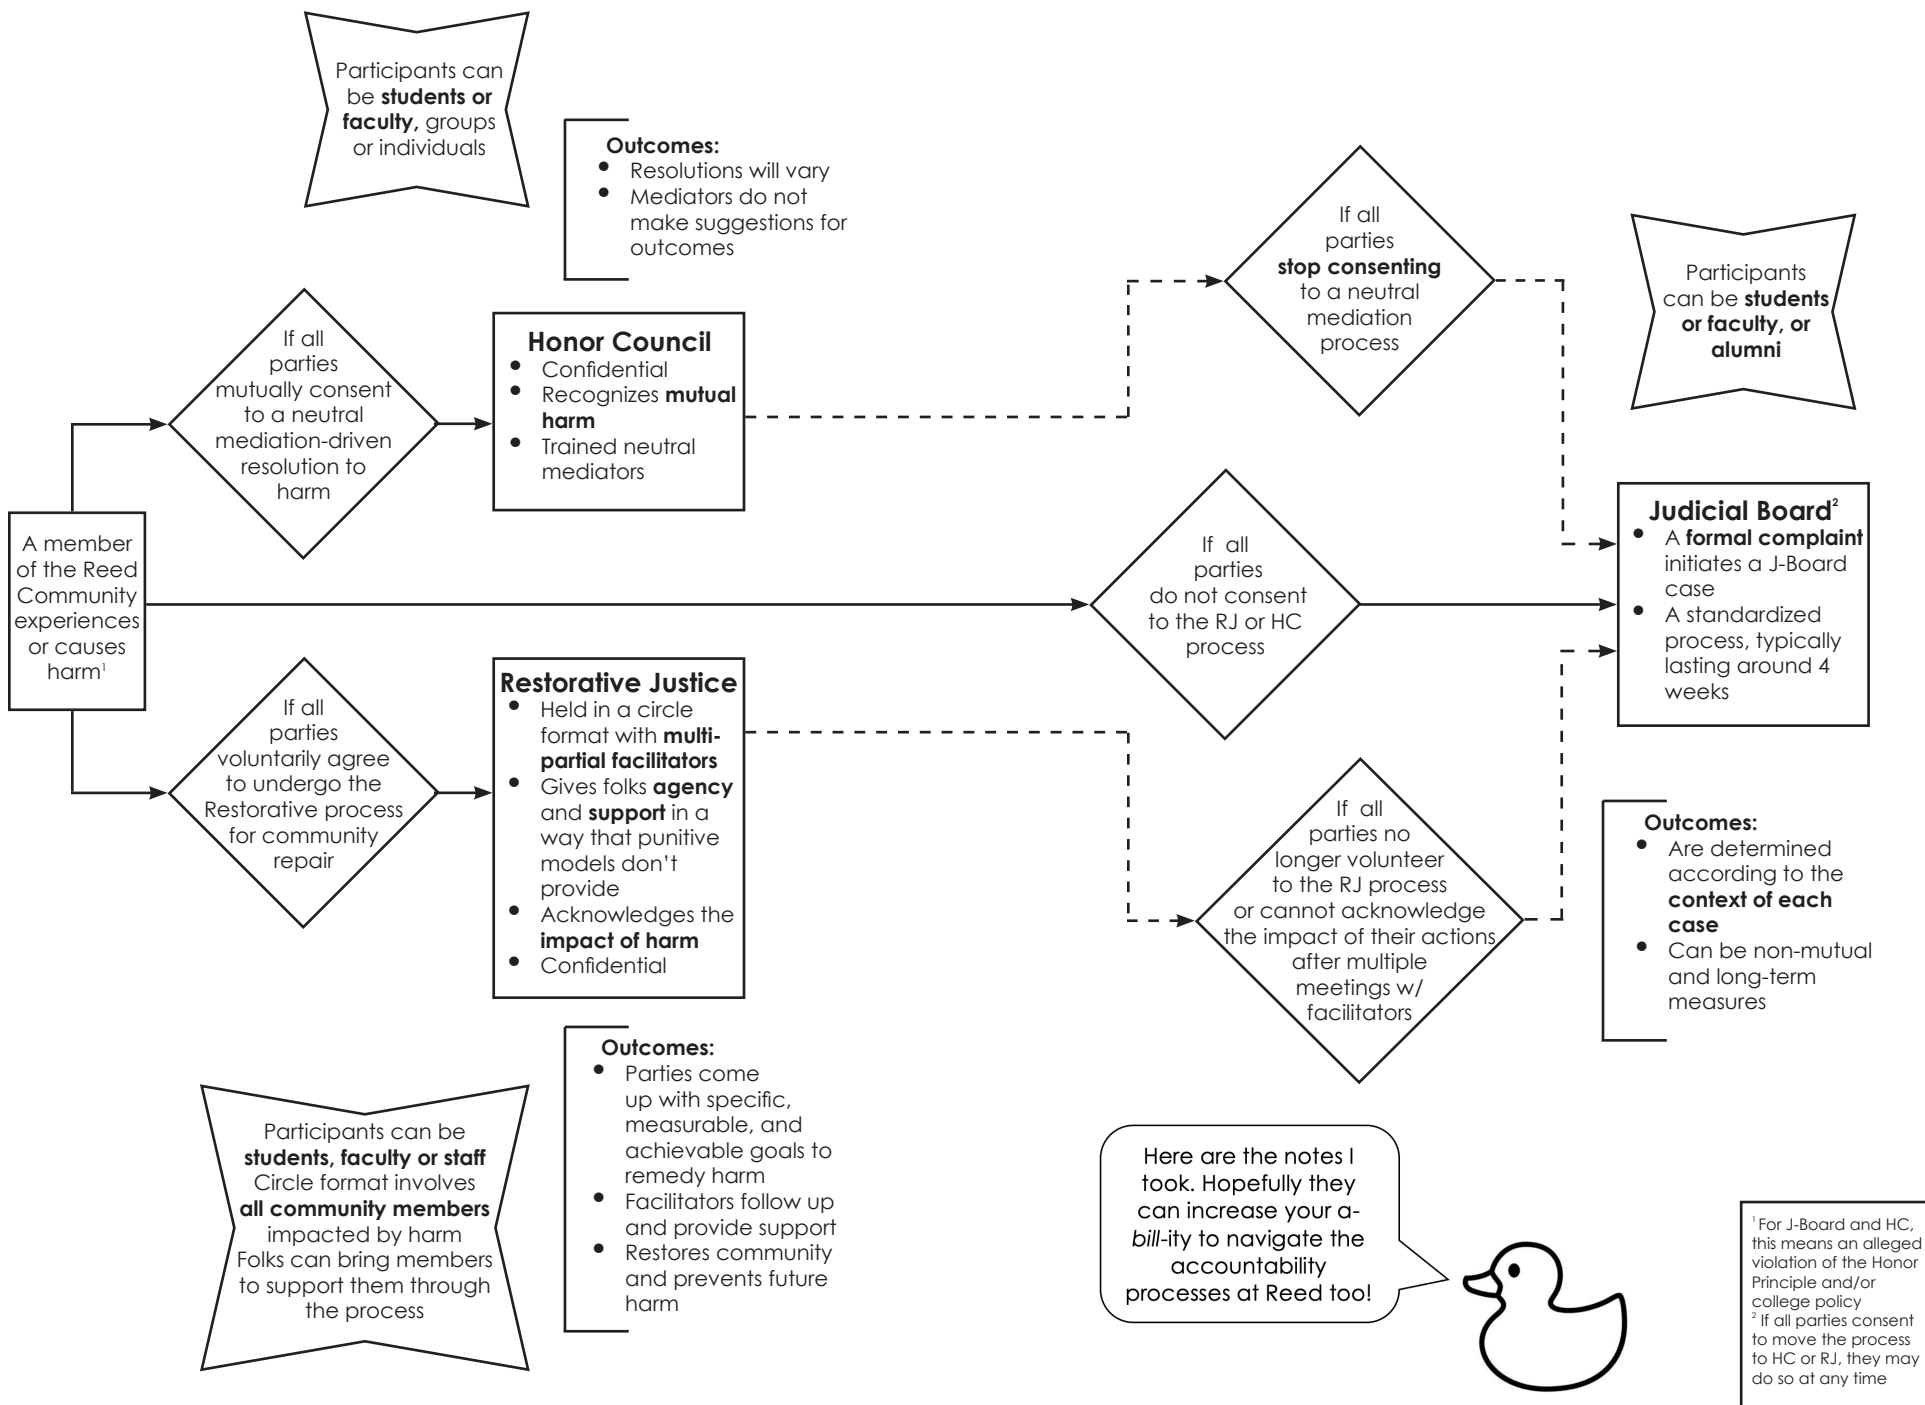 Participants can
be students or
faculty, groups
or individuals
Outcomes:
• Resolutions will vary
• Mediators do not
make suggestions for
outcomes
If all
parties
mutually consent
to a neutral
mediation-driven
resolution to
harm
Honor Council
• Confidential
• Recognizes mutual
harm
• Trained neutral
mediators
If all
parties
stop consenting
to a neutral
mediation
process
Participants
can be students
or faculty, or
alumni
A member
of the Reed
Community
experiences
or causes
harm¹
If all
parties
do not consent
to the RJ or HC
process
Judicial Board²
• A formal complaint
initiates a J-Board
case
• A standardized
process, typically
lasting around 4
weeks
If all
parties
voluntarily agree
to undergo the
Restorative process
for community
repair
Restorative Justice
• Held in a circle
format with multi-
partial facilitators
• Gives folks agency
and support in a
way that punitive
models don't
provide
• Acknowledges the
impact of harm
• Confidential
If all
parties no
longer volunteer
to the RJ process
or cannot acknowledge
the impact of their actions
after multiple
meetings w/
facilitators
Outcomes:
• Are determined
according to the
context of each
case
• Can be non-mutual
and long-term
measures
Participants can be
students, faculty or staff
Circle format involves
all community members
impacted by harm
Folks can bring members
to support them through
the process
Outcomes:
• Parties come
up with specific,
measurable, and
achievable goals to
remedy harm
• Facilitators follow up
and provide support
• Restores community
and prevents future
harm
Here are the notes I
took. Hopefully they
can increase your a-
bill-ity to navigate the
accountability
processes at Reed too!
¹ For J-Board and HC,
this means an alleged
violation of the Honor
Principle and/or
college policy
² If all parties consent
to move the process
to HC or RJ, they may
do so at any time